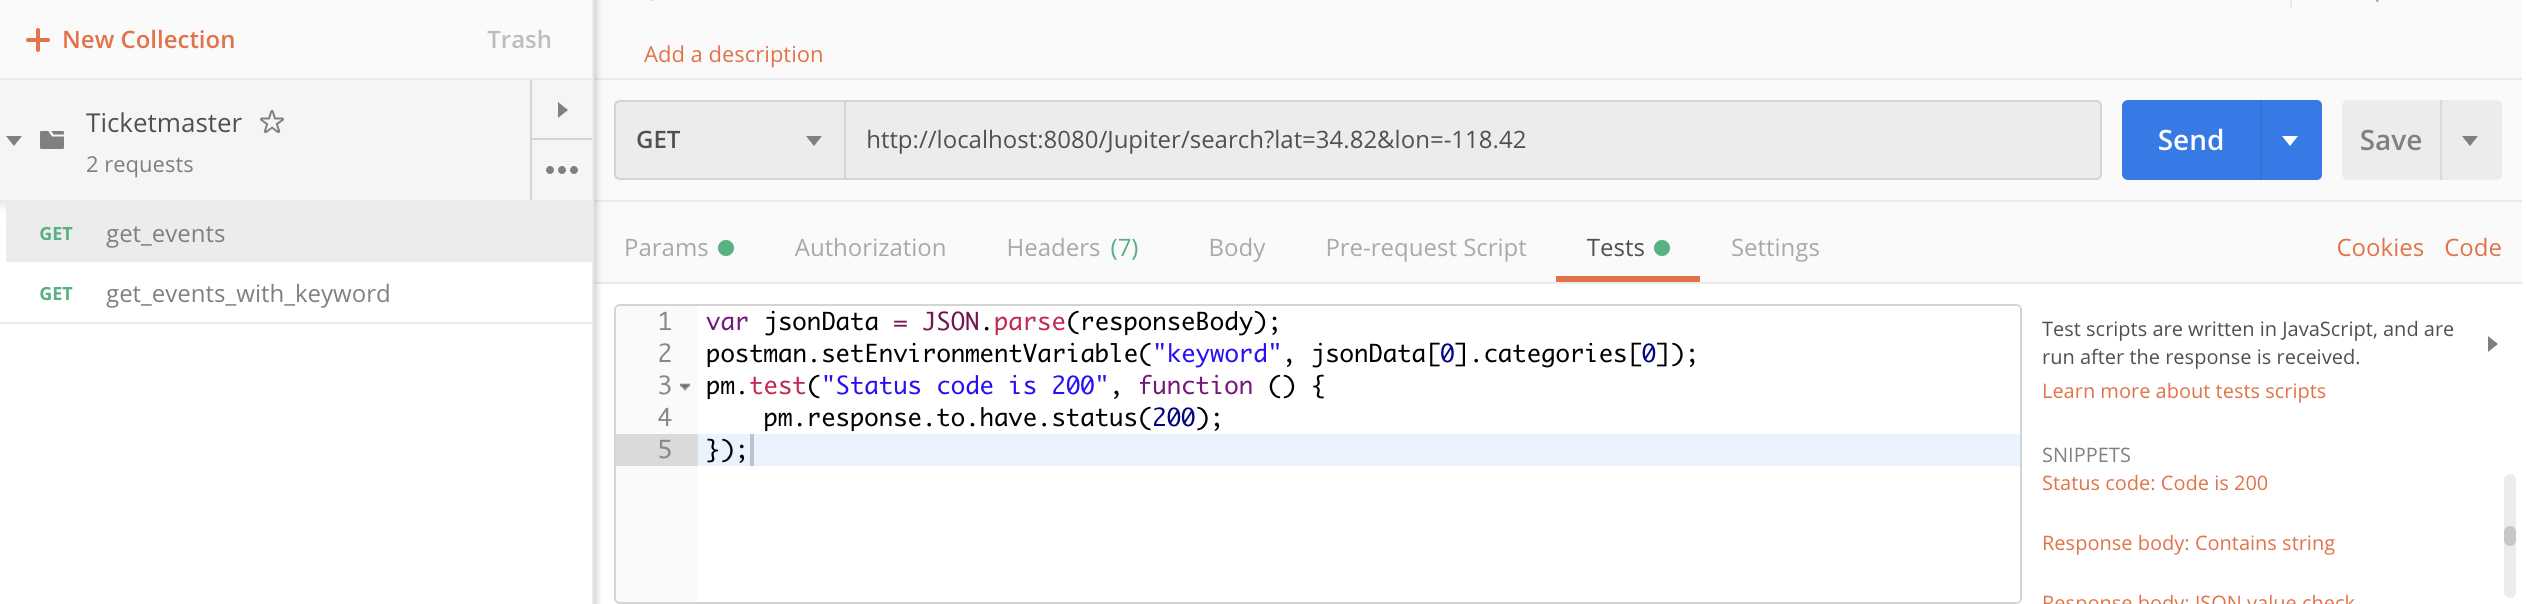 New Collection
Trash
Ticketmaster
2 requests
GET get_events
GET get_events_with_keyword
Add a description
GET
http://localhost:8080/Jupiter/search?lat=34.82&lon=-118.42
Send
Save
Params
Authorization
Headers (7)
Body
Pre-request Script
Tests
Settings
Cookies
Code
1 var jsonData = JSON.parse(responseBody);
2 postman.setEnvironmentVariable("keyword", jsonData[0].categories[0]);
3 pm.test("Status code is 200", function () {
4     pm.response.to.have.status(200);
5 });
Test scripts are written in JavaScript, and are
run after the response is received.
Learn more about tests scripts
SNIPPETS
Status code: Code is 200
Response body: Contains string
Response body: JSON value check